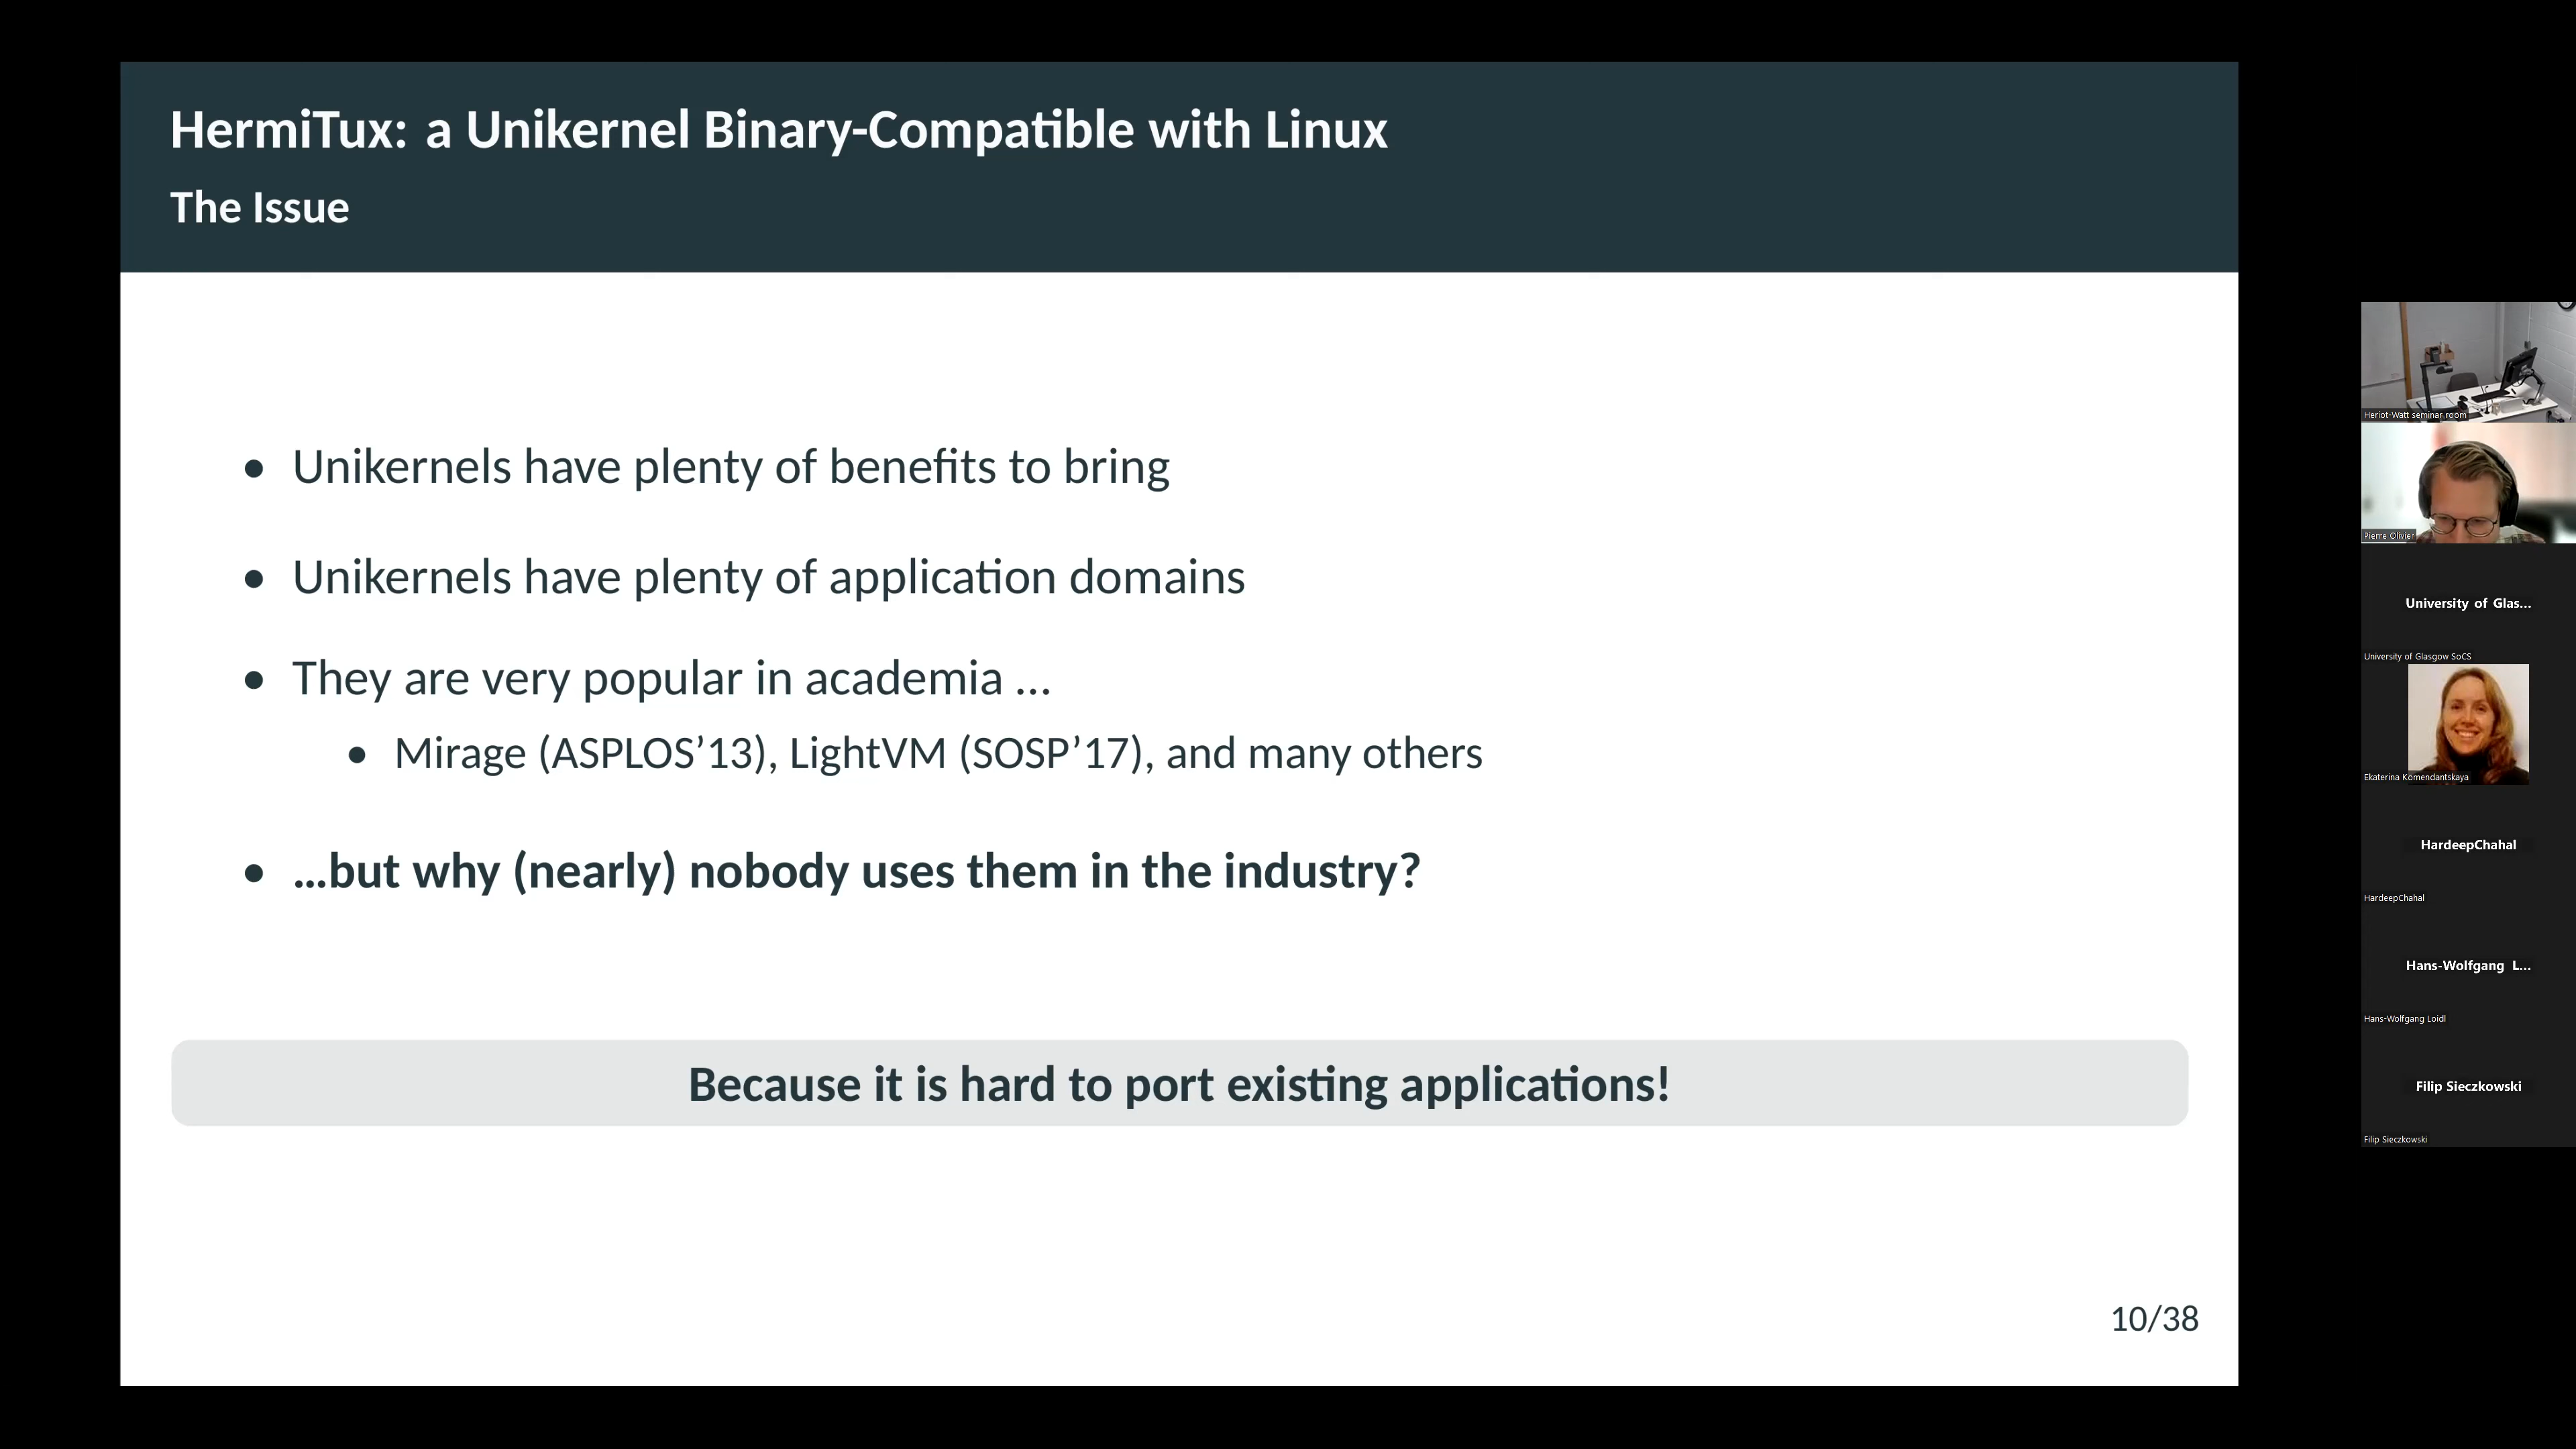 HermiTux: a Unikernel Binary-Compatible with Linux
The Issue
• Unikernels have plenty of benefits to bring
• Unikernels have plenty of application domains
• They are very popular in academia ...
• Mirage (ASPLOS’13), LightVM (SOSP’17), and many others
• ...but why (nearly) nobody uses them in the industry?
Because it is hard to port existing applications!
10/38
Heriot-Watt seminar room
Pierre Olivier
University of Glas...
University of Glasgow SoCS
Ekaterina Komendantskaya
HardeepChahal
HardeepChahal
Hans-Wolfgang L...
Hans-Wolfgang Loidl
Filip Sieczkowski
Filip Sieczkowski